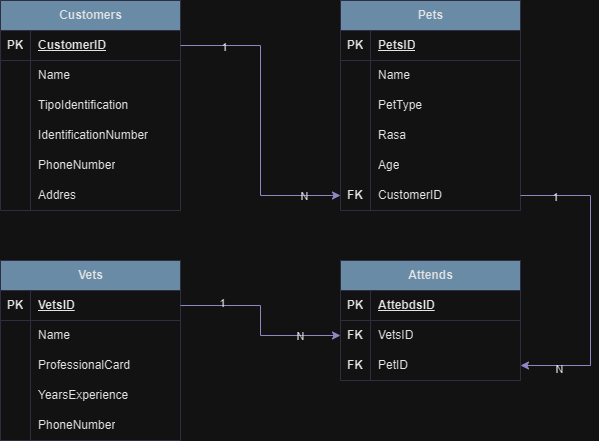 Customers
PK CustomerID
Name
TipoIdentification
IdentificationNumber
PhoneNumber
Addres
1
N
Pets
PK PetsID
Name
PetType
Rasa
Age
FK CustomerID
1
N
Vets
PK VetsID
Name
ProfessionalCard
YearsExperience
PhoneNumber
1
N
Attends
PK AttebdsID
FK VetsID
FK PetID